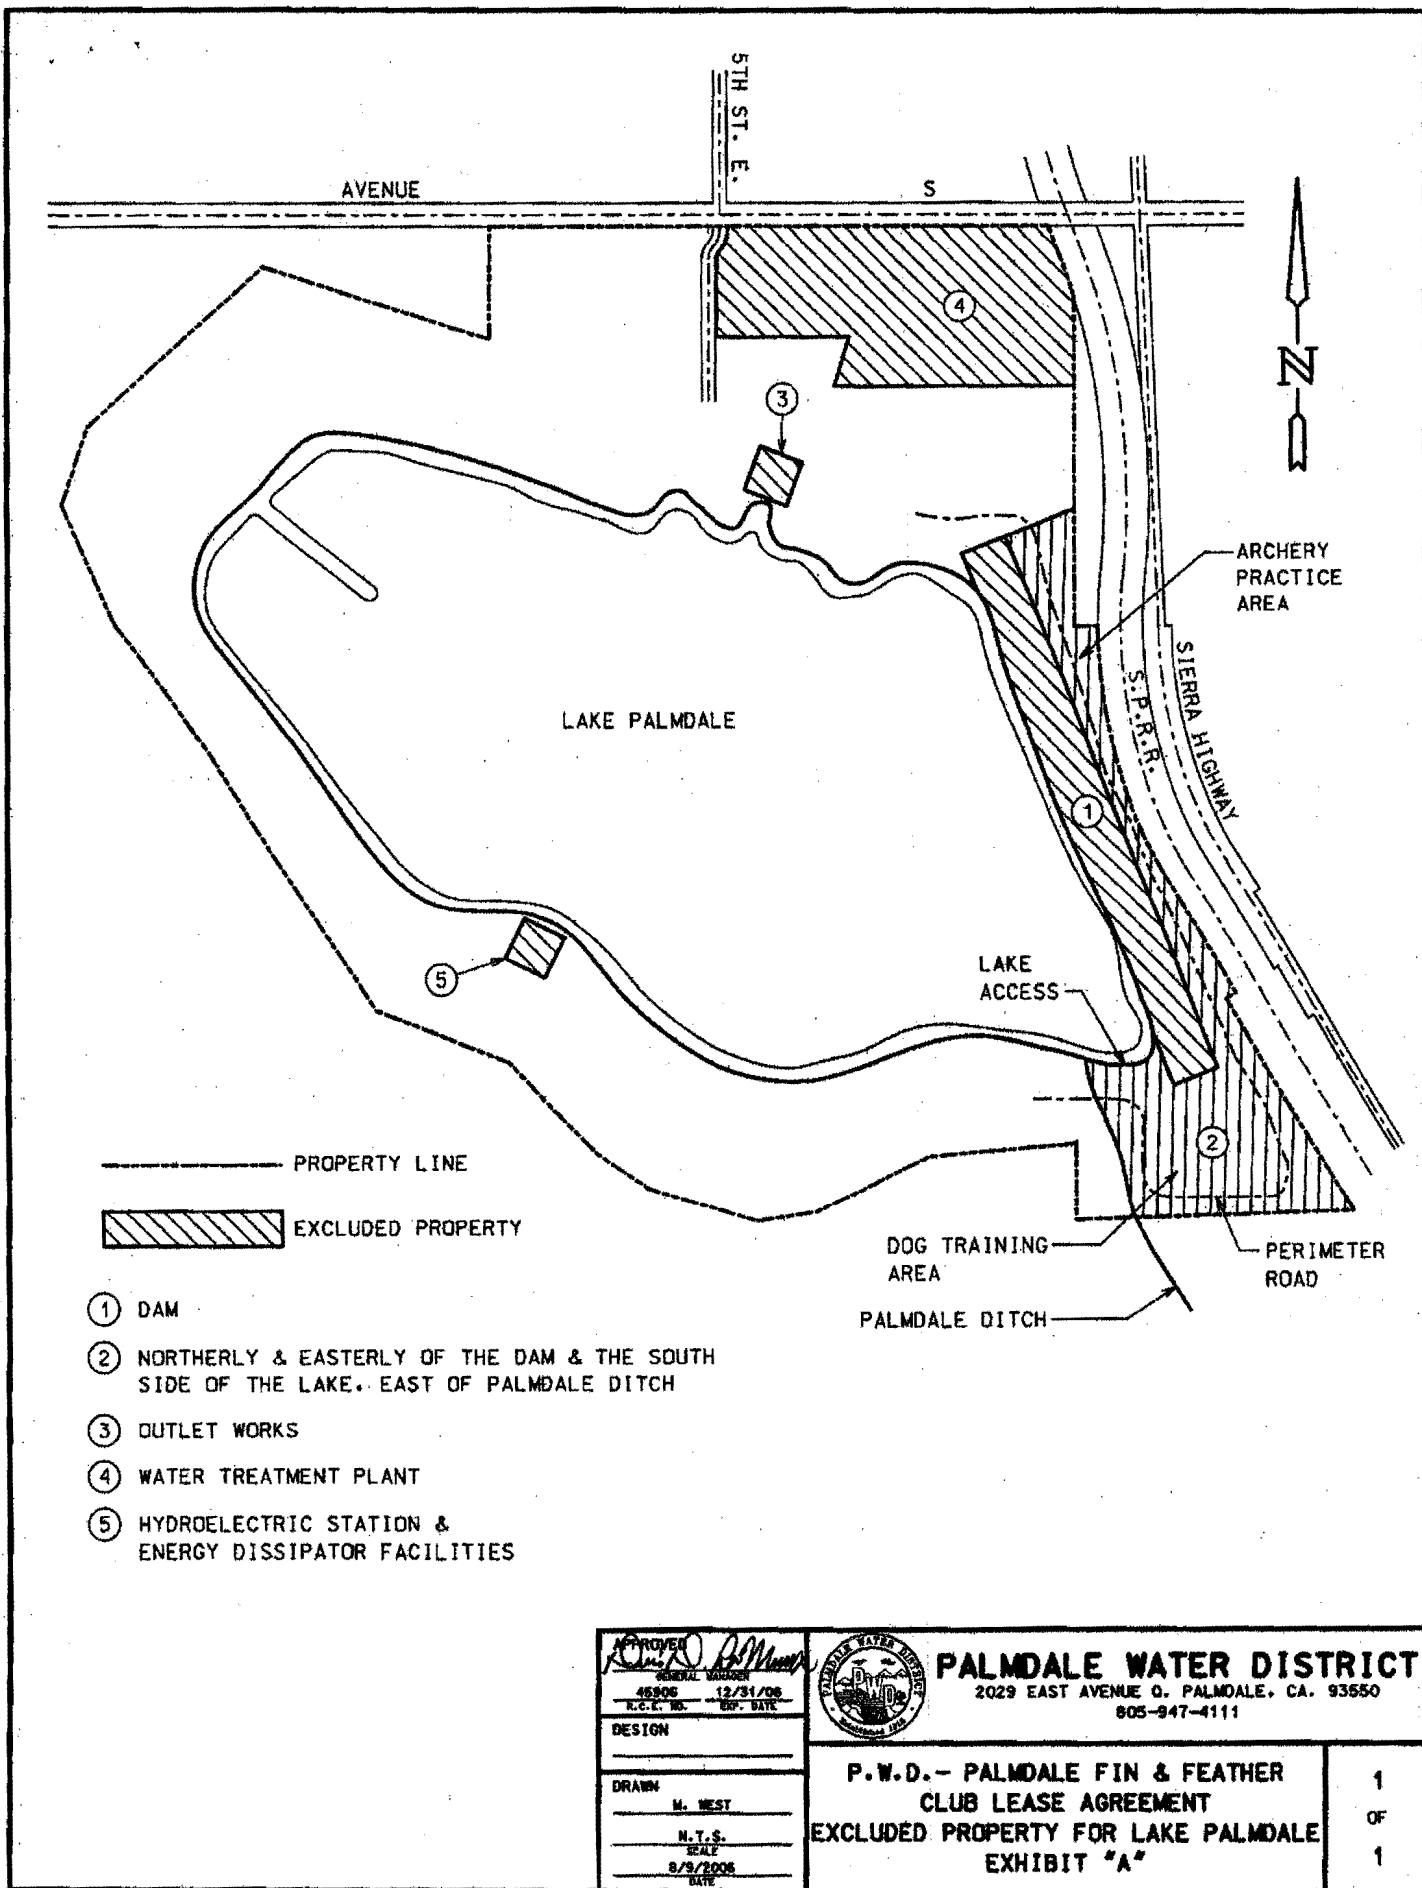 5TH ST. E.
AVENUE
S
4
3
N
ARCHERY
PRACTICE
AREA
SIERRA HIGHWAY
S.P.R.R.
LAKE PALMDALE
1
LAKE
ACCESS
5
2
PROPERTY LINE
EXCLUDED PROPERTY
DOG TRAINING
AREA
PERIMETER
ROAD
PALMDALE DITCH
1 DAM
2 NORTHERLY & EASTERLY OF THE DAM & THE SOUTH
SIDE OF THE LAKE. EAST OF PALMDALE DITCH
3 OUTLET WORKS
4 WATER TREATMENT PLANT
5 HYDROELECTRIC STATION &
ENERGY DISSIPATOR FACILITIES
APPROVED
GENERAL MANAGER
45906 12/31/06
R.C.E. NO. EXP. DATE
DESIGN
DRAWN
M. WEST
N.T.S.
SCALE
8/9/2006
DATE
PALMDALE WATER DISTRICT
PWD
PALMDALE WATER DISTRICT
2029 EAST AVENUE Q. PALMDALE, CA. 93550
805-947-4111
P.W.D.- PALMDALE FIN & FEATHER
CLUB LEASE AGREEMENT
EXCLUDED PROPERTY FOR LAKE PALMDALE
EXHIBIT "A"
1
OF
1